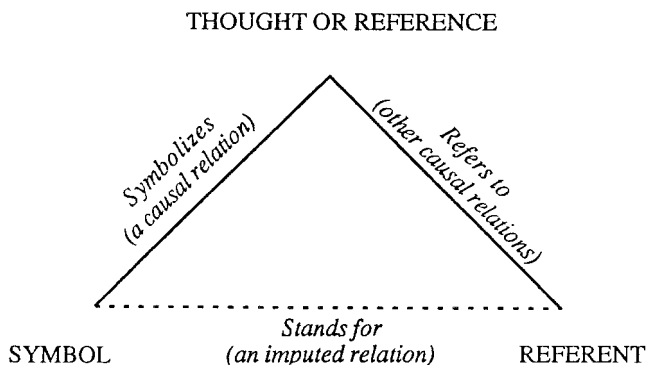 THOUGHT OR REFERENCE
Symbolizes
(a causal relation)
Refers to
(other causal relations)
Stands for
(an imputed relation)
SYMBOL
REFERENT